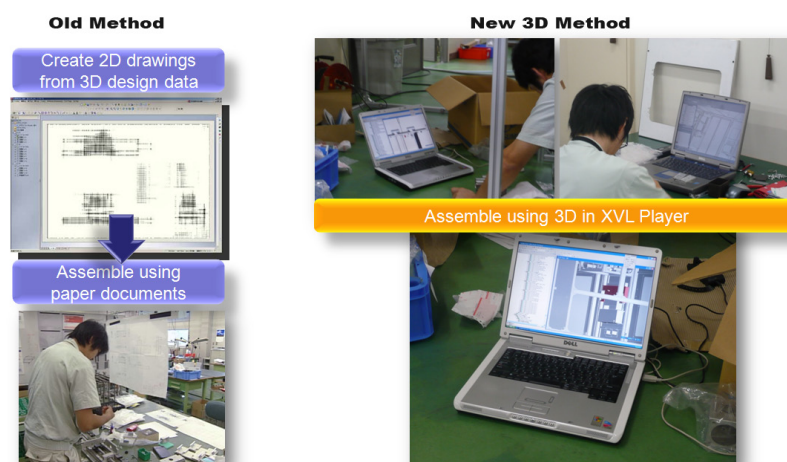 Old Method
Create 2D drawings
from 3D design data
Assemble using
paper documents
New 3D Method
Assemble using 3D in XVL Player
DELL